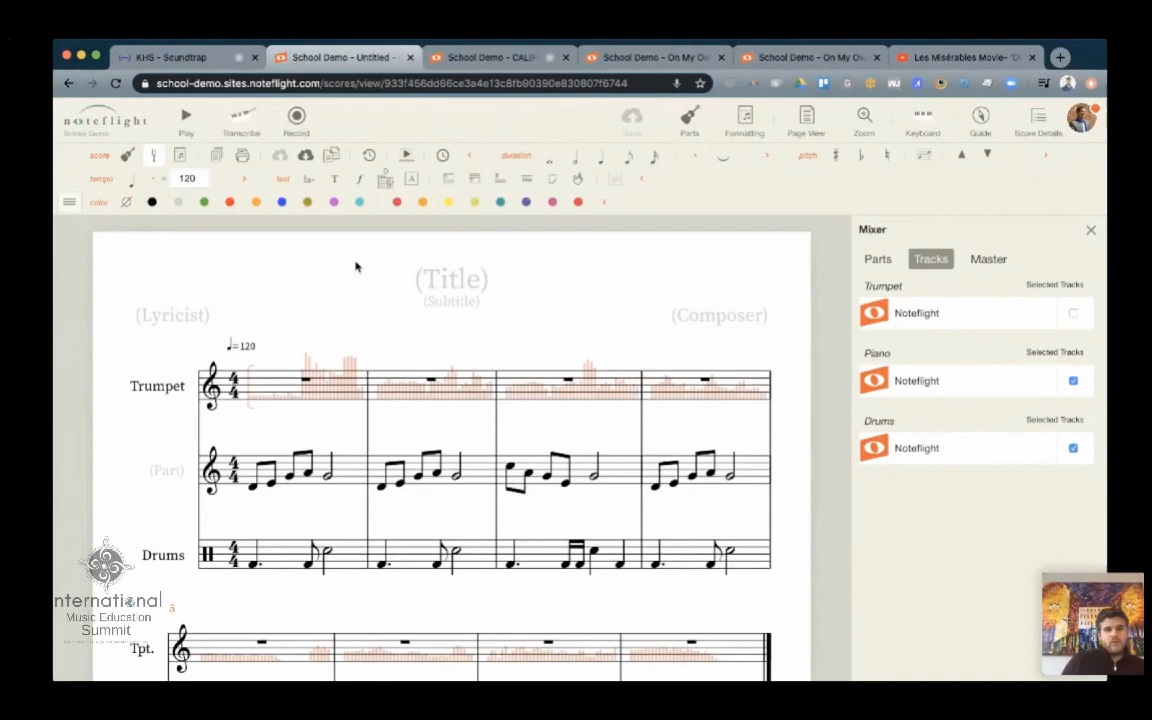 KHS - Soundtrap
School Demo - Untitled -
School Demo - CALIF
School Demo - On My Ow
School Demo - On My Ow
Les Misérables Movie- 'O
school-demo.sites.noteflight.com/scores/view/933f456dd66ce3a4e13c8fb90390e830807f6744
noteflight
School Demo
Play
Transcribe
Record
Save
Parts
Formatting
Page View
Zoom
Keyboard
Guide
Score Details
score
duration
pitch
tempo
= 120
text
color
Mixer
Parts
Tracks
Master
Trumpet
Selected Tracks
Noteflight
Piano
Selected Tracks
Noteflight
Drums
Selected Tracks
Noteflight
(Title)
(Subtitle)
(Lyricist)
(Composer)
=120
Trumpet
(Part)
Drums
5
Tpt.
nternational
Music Education
Summit